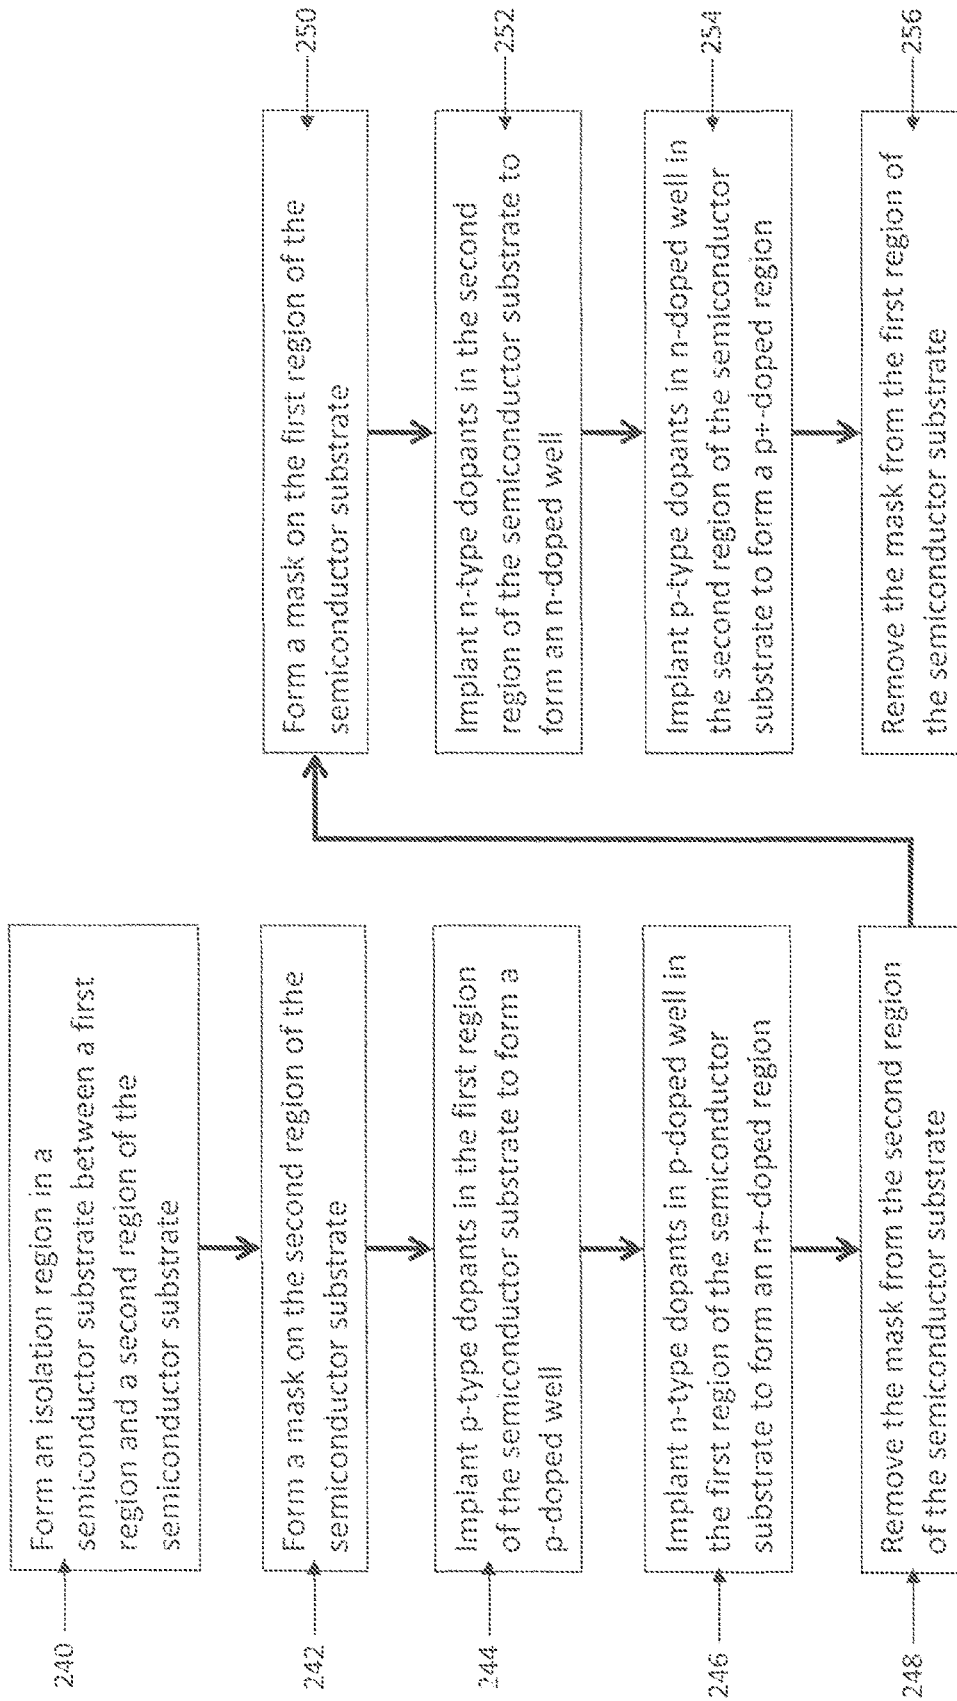 240
Form an isolation region in a
semiconductor substrate between a first
region and a second region of the
semiconductor substrate
242
Form a mask on the second region of the
semiconductor substrate
244
Implant p-type dopants in the first region
of the semiconductor substrate to form a
p-doped well
246
Implant n-type dopants in p-doped well in
the first region of the semiconductor
substrate to form an n+-doped region
248
Remove the mask from the second region
of the semiconductor substrate
250
Form a mask on the first region of the
semiconductor substrate
252
Implant n-type dopants in the second
region of the semiconductor substrate to
form an n-doped well
254
Implant p-type dopants in n-doped well in
the second region of the semiconductor
substrate to form a p+-doped region
256
Remove the mask from the first region of
the semiconductor substrate